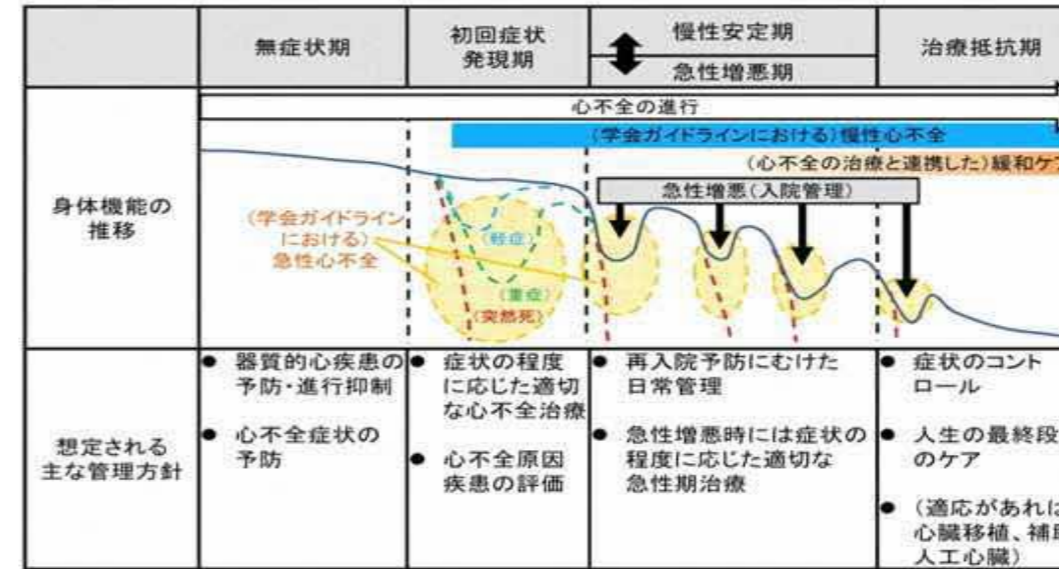 無症状期
初回症状
発現期
慢性安定期
急性増悪期
治療抵抗期
身体機能の
推移
心不全の進行
(学会ガイドラインにおける)慢性心不全
(心不全の治療と連携した)緩和ケア
急性増悪(入院管理)
(学会ガイドライン
における)
急性心不全
(軽症)
(重症)
(突然死)
想定される
主な管理方針
● 器質的心疾患の
予防・進行抑制
● 心不全症状の
予防
● 症状の程度
に応じた適切
な心不全治療
● 心不全原因
疾患の評価
● 再入院予防にむけた
日常管理
● 急性増悪時には症状の
程度に応じた適切な
急性期治療
● 症状のコント
ロール
● 人生の最終段
のケア
● (適応があれば
心臓移植、補助
人工心臓)